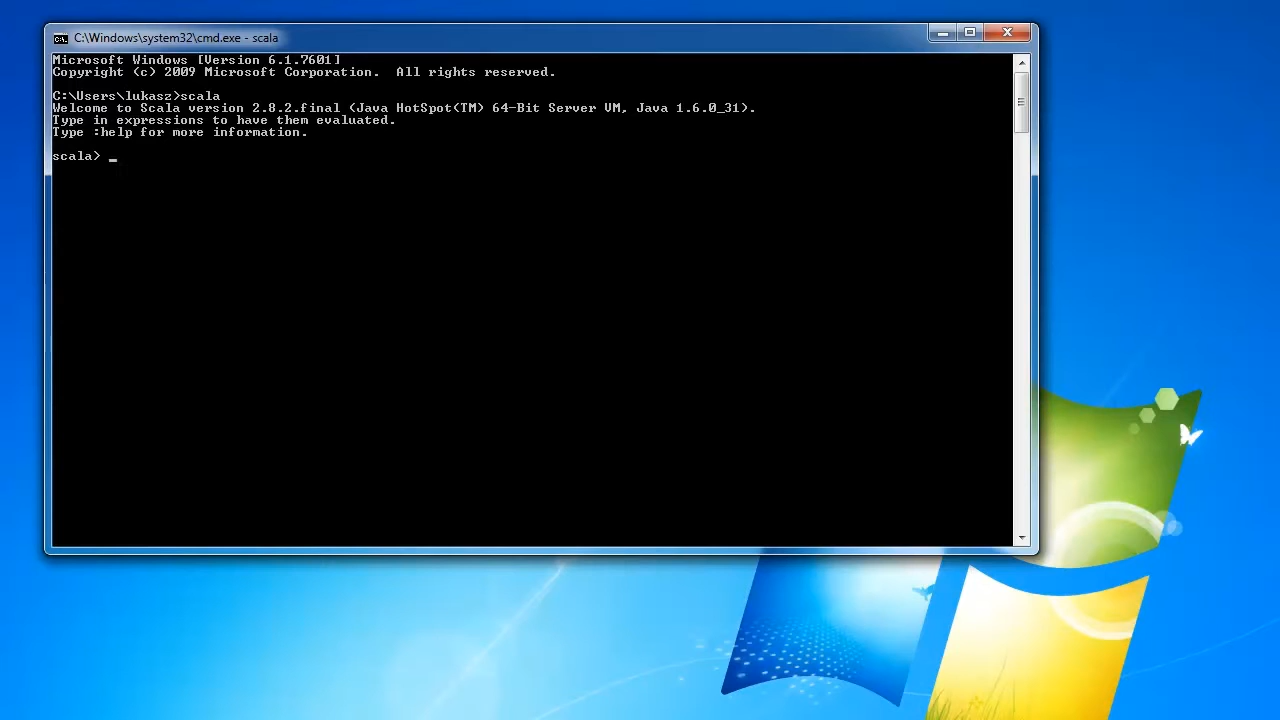 C:\Windows\system32\cmd.exe - scala
Microsoft Windows [Version 6.1.7601]
Copyright (c) 2009 Microsoft Corporation.  All rights reserved.
C:\Users\lukasz>scala
Welcome to Scala version 2.8.2.final (Java HotSpot(TM) 64-Bit Server VM, Java 1.6.0_31).
Type in expressions to have them evaluated.
Type :help for more information.
scala> _